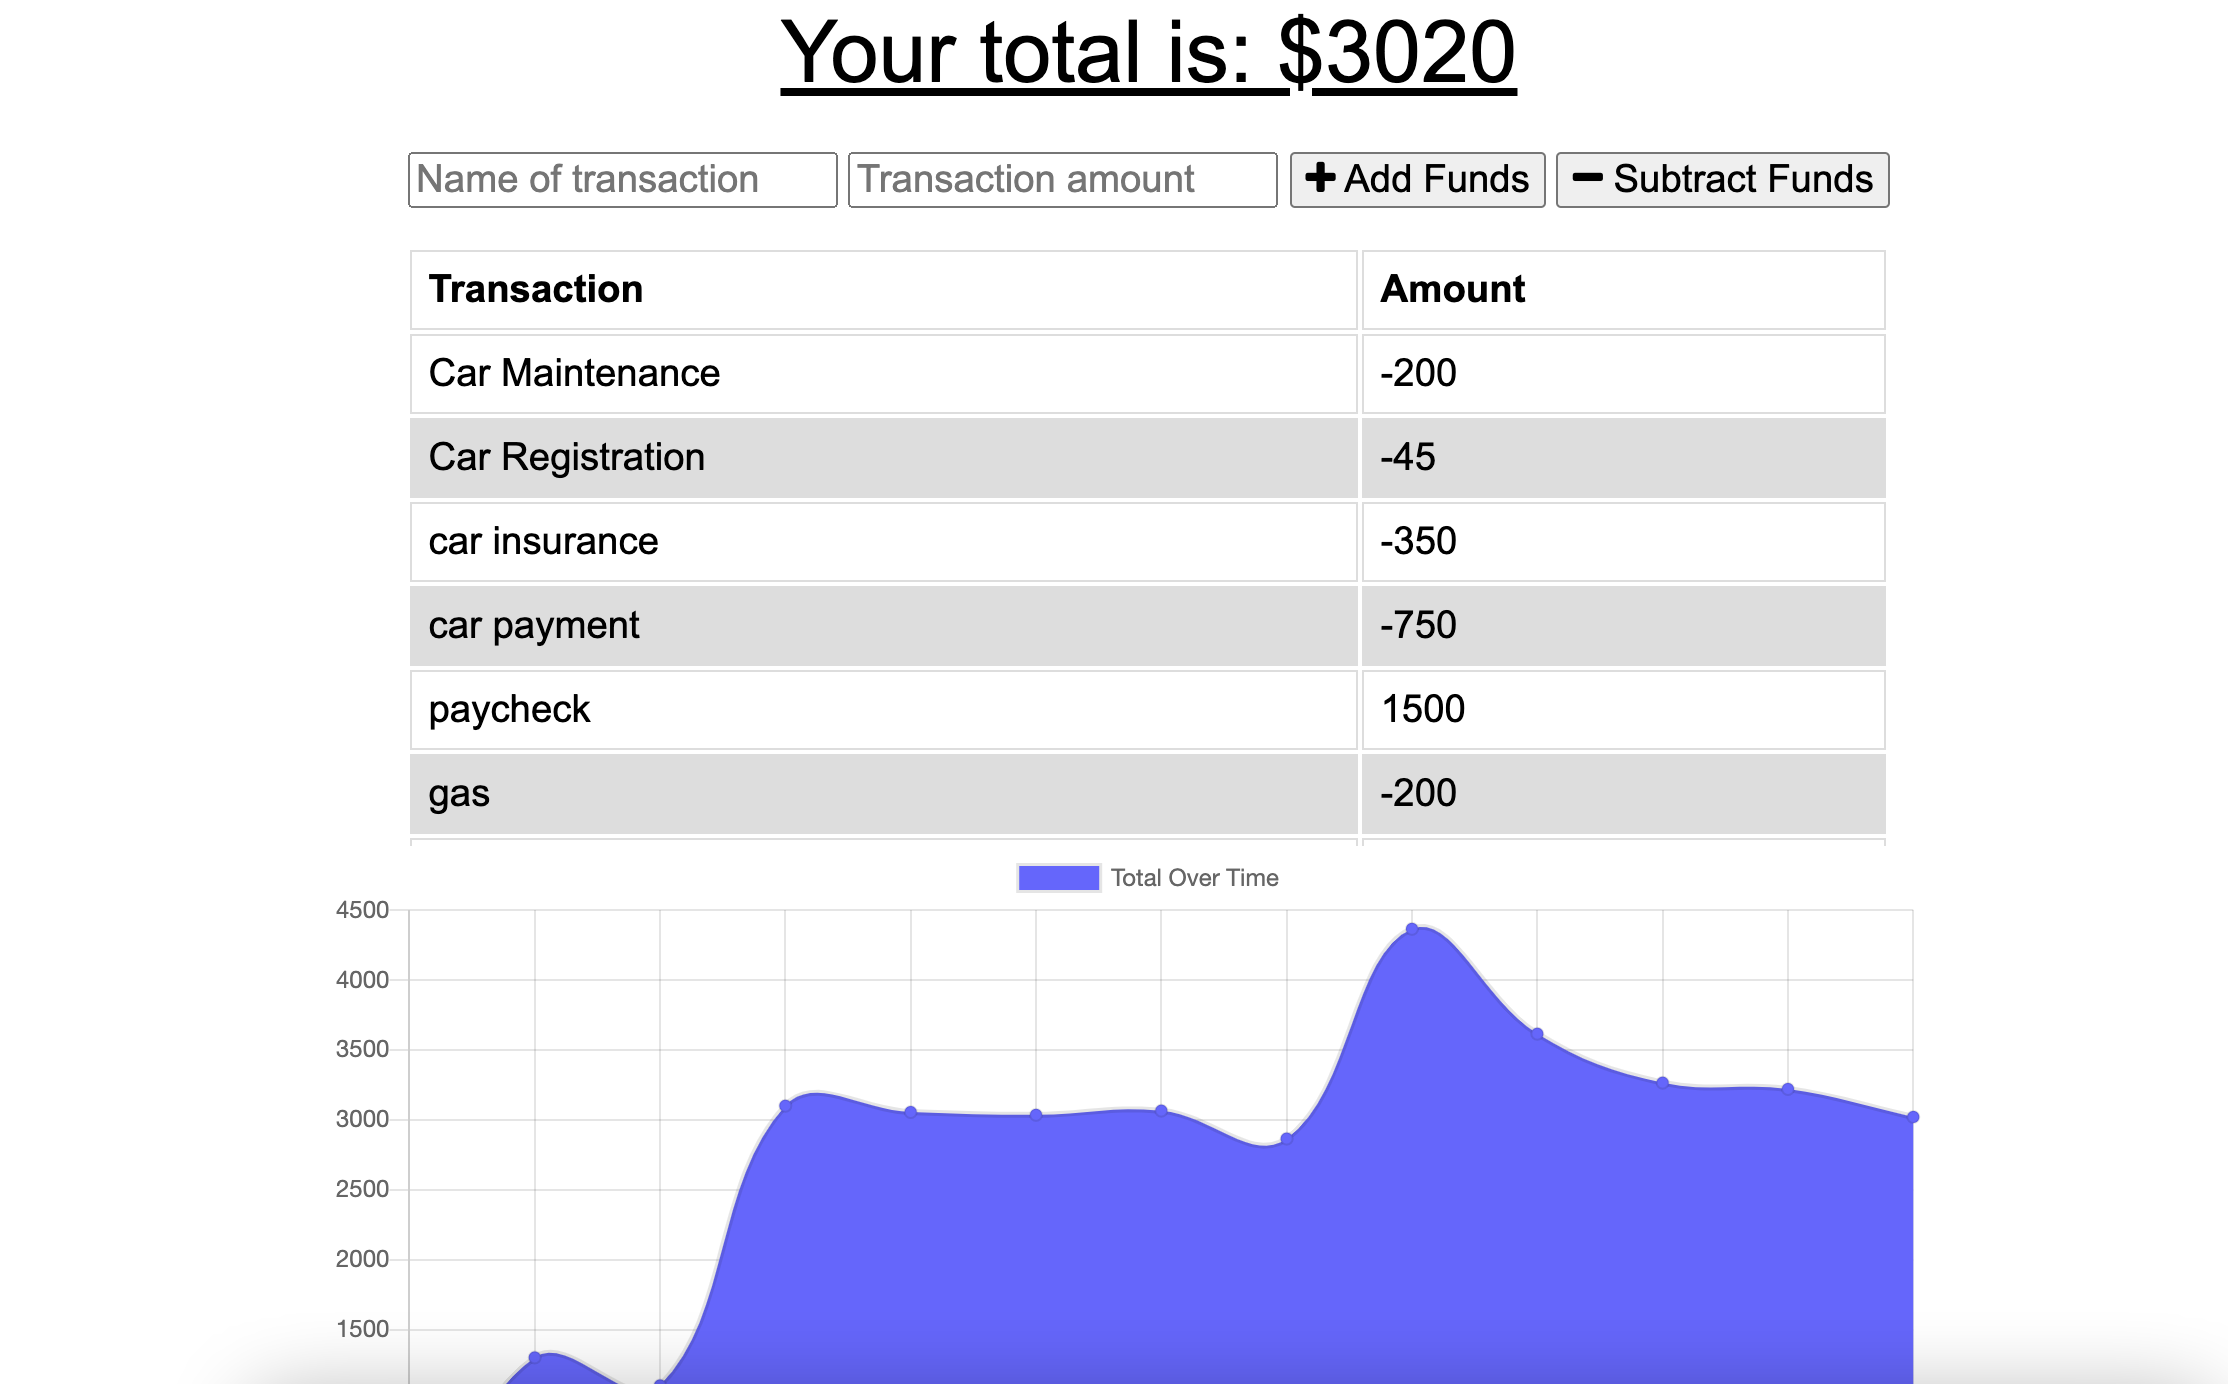 Your total is: $3020
Name of transaction Transaction amount + Add Funds − Subtract Funds
Transaction Amount
Car Maintenance -200
Car Registration -45
car insurance -350
car payment -750
paycheck 1500
gas -200
Total Over Time
4500
4000
3500
3000
2500
2000
1500